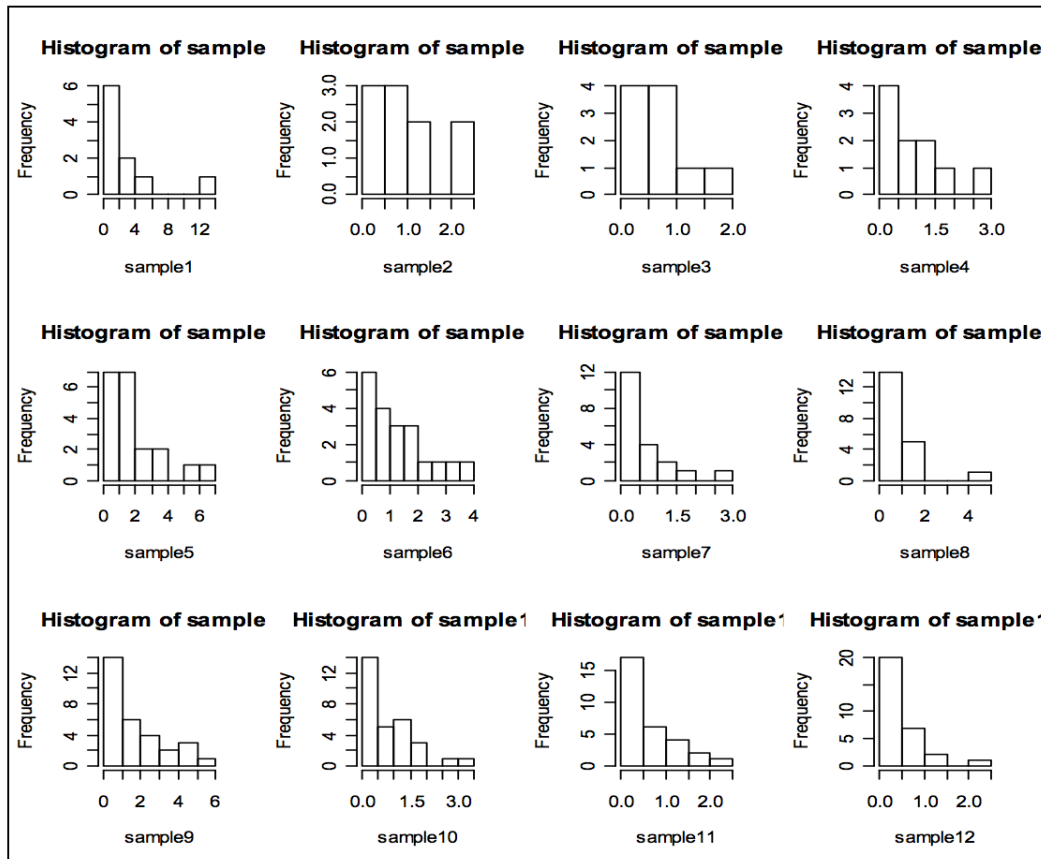 Histogram of sample
Frequency
0 2 4 6
0 4 8 12
sample1
Histogram of sample
Frequency
0.0 1.0 2.0 3.0
0.0 1.0 2.0
sample2
Histogram of sample
Frequency
0 1 2 3 4
0.0 1.0 2.0
sample3
Histogram of sample
Frequency
0 1 2 3 4
0.0 1.5 3.0
sample4
Histogram of sample
Frequency
0 2 4 6
0 2 4 6
sample5
Histogram of sample
Frequency
0 2 4 6
0 1 2 3 4
sample6
Histogram of sample
Frequency
0 4 8 12
0.0 1.5 3.0
sample7
Histogram of sample
Frequency
0 4 8 12
0 2 4
sample8
Histogram of sample
Frequency
0 4 8 12
0 2 4 6
sample9
Histogram of sample1
Frequency
0 4 8 12
0.0 1.5 3.0
sample10
Histogram of sample1
Frequency
0 5 10 15
0.0 1.0 2.0
sample11
Histogram of sample1
Frequency
0 5 10 20
0.0 1.0 2.0
sample12